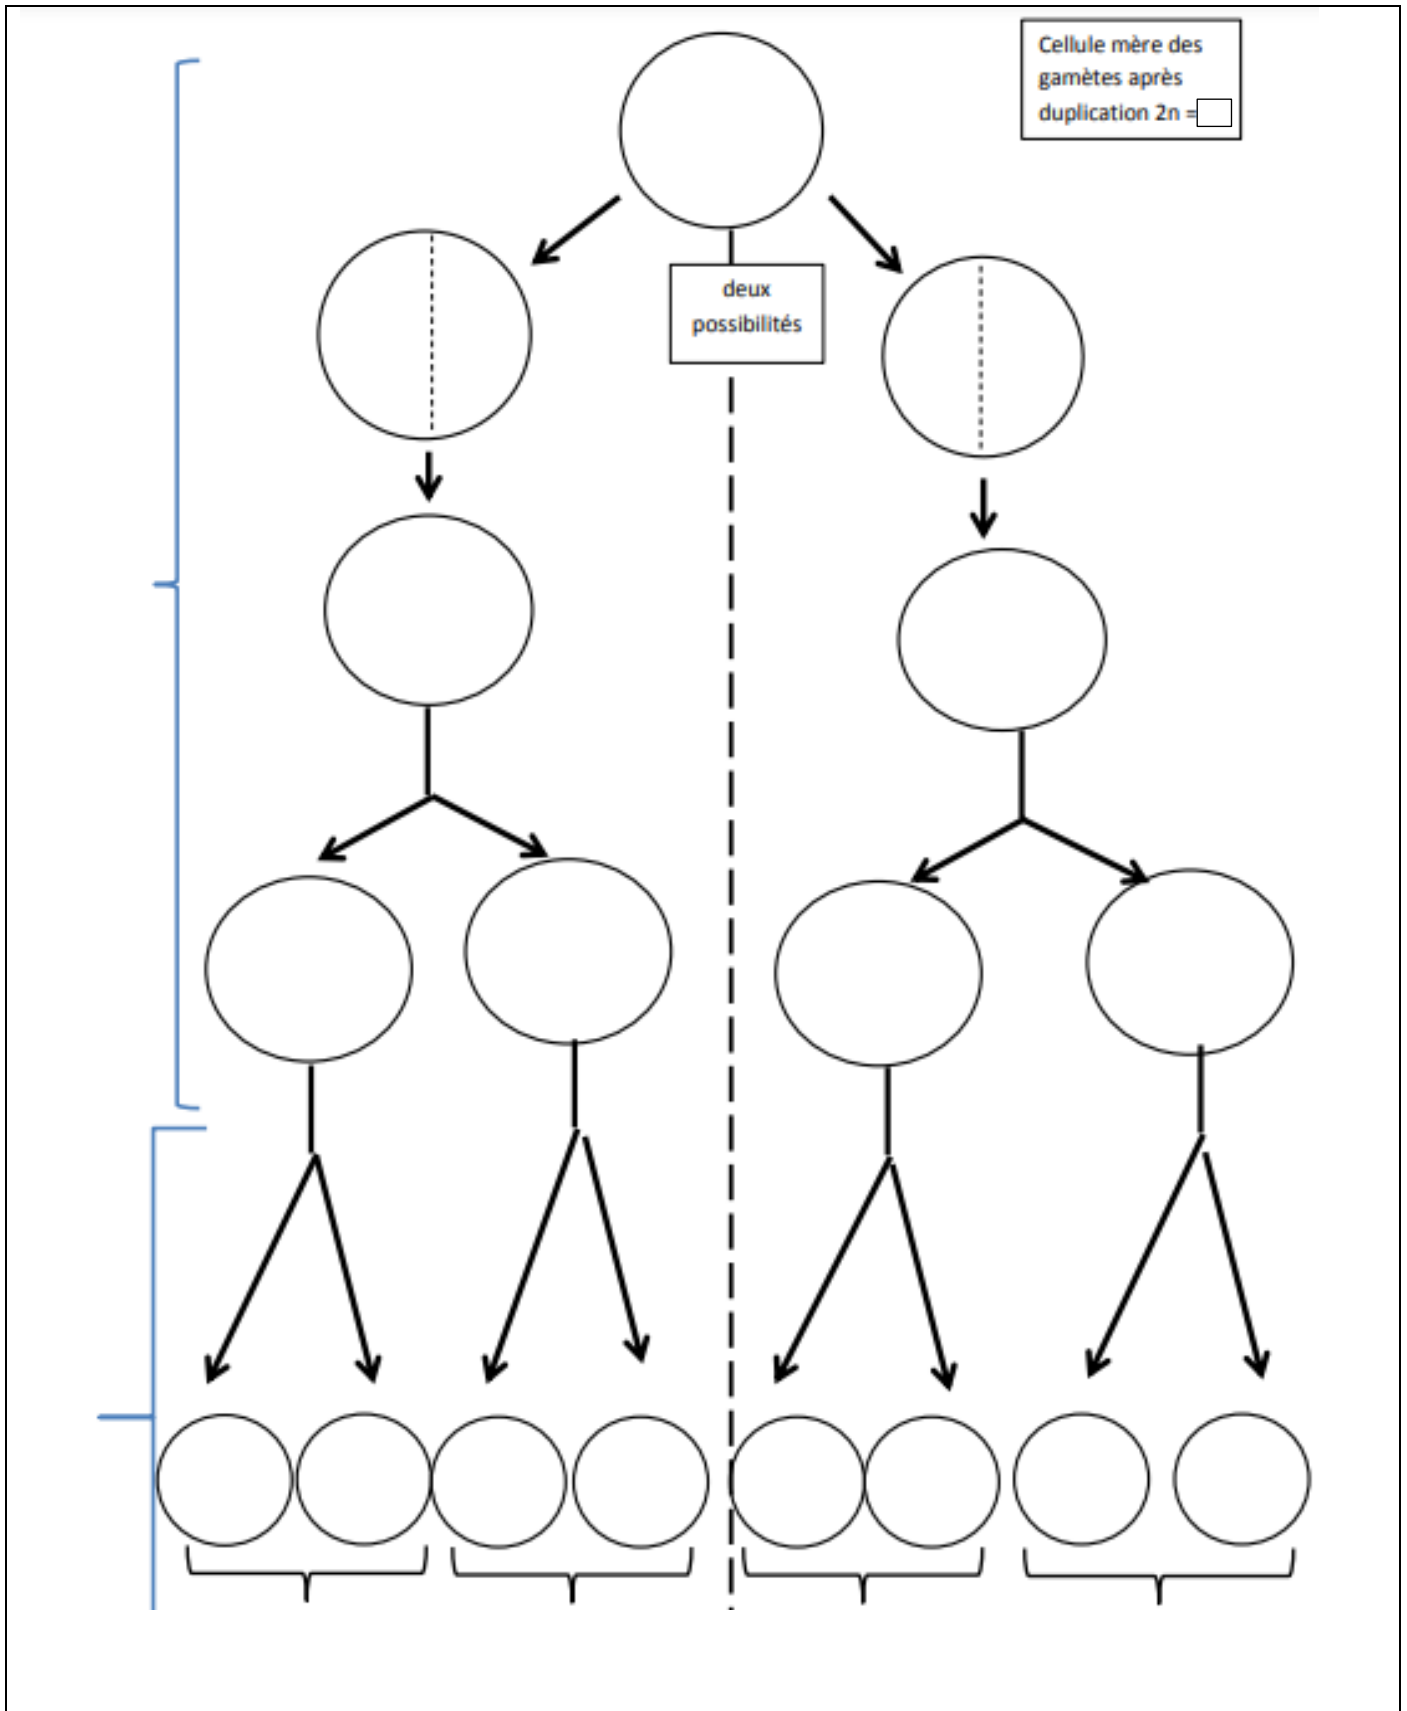 Cellule mère des
gamètes après
duplication 2n =
deux
possibilités